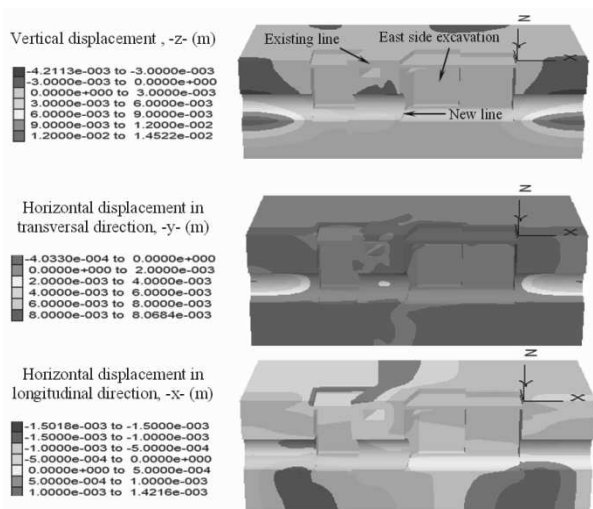 Vertical displacement , -z- (m)
-4.2113e-003 to -3.0000e-003
-3.0000e-003 to 0.0000e+000
0.0000e+000 to 3.0000e-003
3.0000e-003 to 6.0000e-003
6.0000e-003 to 9.0000e-003
9.0000e-003 to 1.2000e-002
1.2000e-002 to 1.4522e-002
Existing line
East side excavation
New line
Z
Y
X
Horizontal displacement in
transversal direction, -y- (m)
-4.0330e-004 to 0.0000e+000
0.0000e+000 to 2.0000e-003
2.0000e-003 to 4.0000e-003
4.0000e-003 to 6.0000e-003
6.0000e-003 to 8.0000e-003
8.0000e-003 to 8.0684e-003
Z
Y
X
Horizontal displacement in
longitudinal direction, -x- (m)
-1.5018e-003 to -1.5000e-003
-1.5000e-003 to -1.0000e-003
-1.0000e-003 to -5.0000e-004
-5.0000e-004 to 0.0000e+000
0.0000e+000 to 5.0000e-004
5.0000e-004 to 1.0000e-003
1.0000e-003 to 1.4216e-003
Z
Y
X